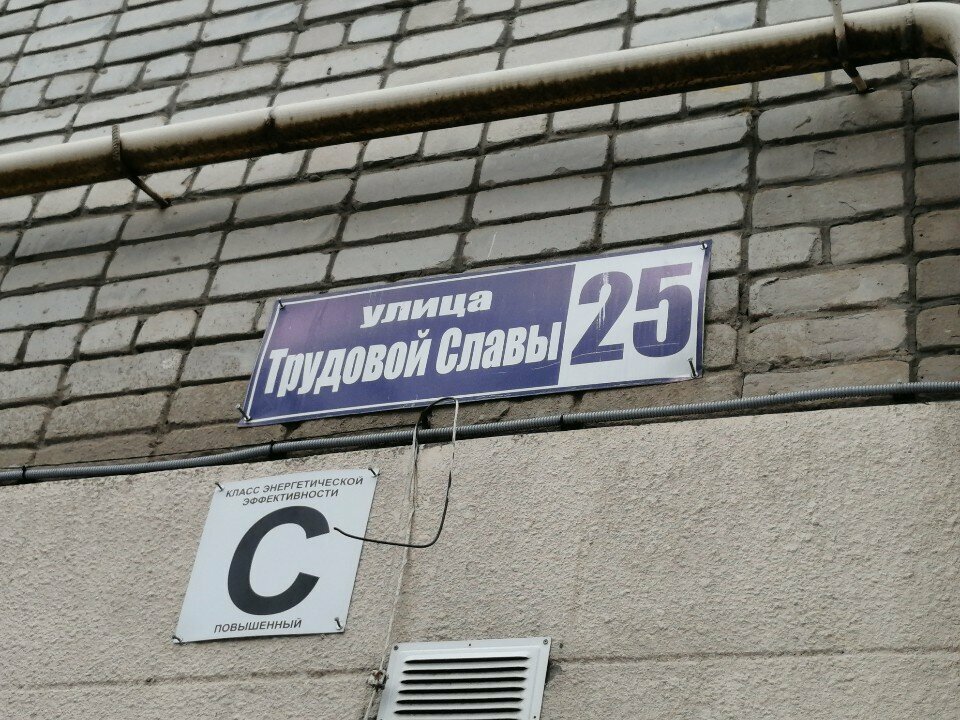 улица
Трудовой Славы
25
КЛАСС ЭНЕРГЕТИЧЕСКОЙ
ЭФФЕКТИВНОСТИ
С
ПОВЫШЕННЫЙ